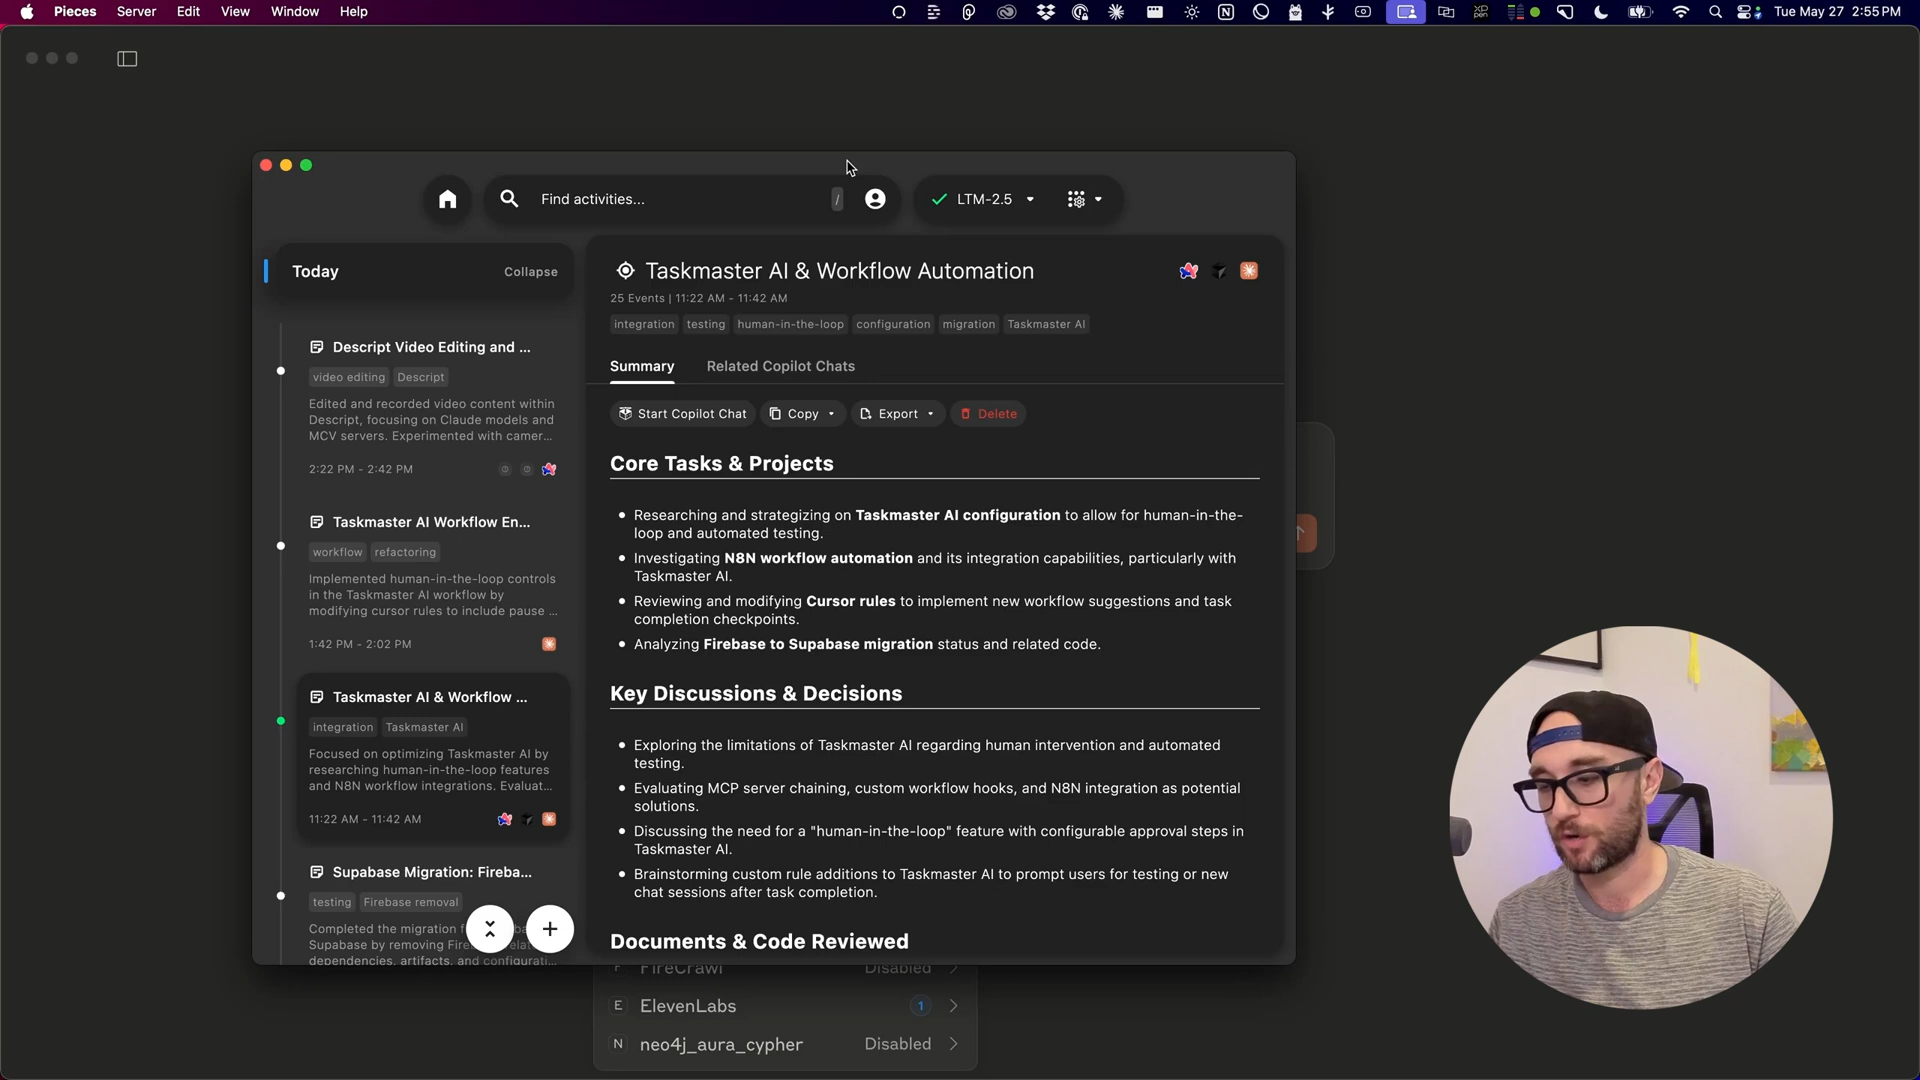 Pieces Server Edit View Window Help
Tue May 27 2:55 PM
Find activities...
/
LTM-2.5
Today
Collapse
Descript Video Editing and ...
video editing Descript
Edited and recorded video content within
Descript, focusing on Claude models and
MCV servers. Experimented with camer...
2:22 PM - 2:42 PM
Taskmaster AI Workflow En...
workflow refactoring
Implemented human-in-the-loop controls
in the Taskmaster AI workflow by
modifying cursor rules to include pause ...
1:42 PM - 2:02 PM
Taskmaster AI & Workflow ...
integration Taskmaster AI
Focused on optimizing Taskmaster AI by
researching human-in-the-loop features
and N8N workflow integrations. Evaluat...
11:22 AM - 11:42 AM
Supabase Migration: Fireba...
testing Firebase removal
Completed the migration
Supabase by removing
dependencies, artifacts, and
Taskmaster AI & Workflow Automation
25 Events | 11:22 AM - 11:42 AM
integration testing human-in-the-loop configuration migration Taskmaster AI
Summary Related Copilot Chats
Start Copilot Chat Copy Export Delete
Core Tasks & Projects
• Researching and strategizing on Taskmaster AI configuration to allow for human-in-the-
loop and automated testing.
• Investigating N8N workflow automation and its integration capabilities, particularly with
Taskmaster AI.
• Reviewing and modifying Cursor rules to implement new workflow suggestions and task
completion checkpoints.
• Analyzing Firebase to Supabase migration status and related code.
Key Discussions & Decisions
• Exploring the limitations of Taskmaster AI regarding human intervention and automated
testing.
• Evaluating MCP server chaining, custom workflow hooks, and N8N integration as potential
solutions.
• Discussing the need for a "human-in-the-loop" feature with configurable approval steps in
Taskmaster AI.
• Brainstorming custom rule additions to Taskmaster AI to prompt users for testing or new
chat sessions after task completion.
Documents & Code Reviewed
FireCrawl Disabled
E ElevenLabs 1
N neo4j_aura_cypher Disabled